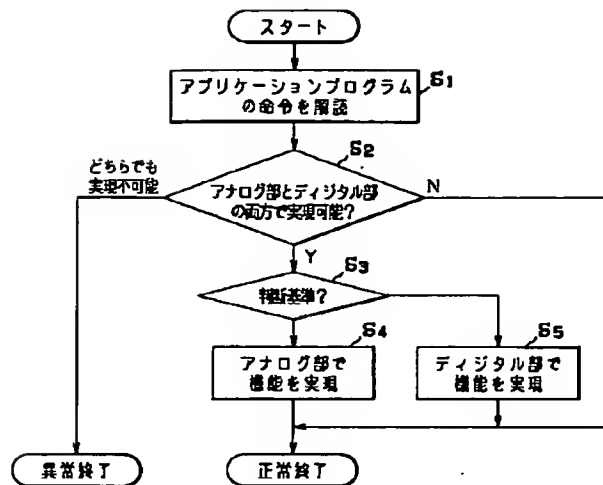 スタート
アプリケーションプログラム
の命令を解読
S1
S2
どちらでも
実現不可能
アナログ部とディジタル部
の両方で実現可能?
N
Y
S3
判断基準?
S4
アナログ部で
機能を実現
S5
ディジタル部で
機能を実現
異常終了
正常終了